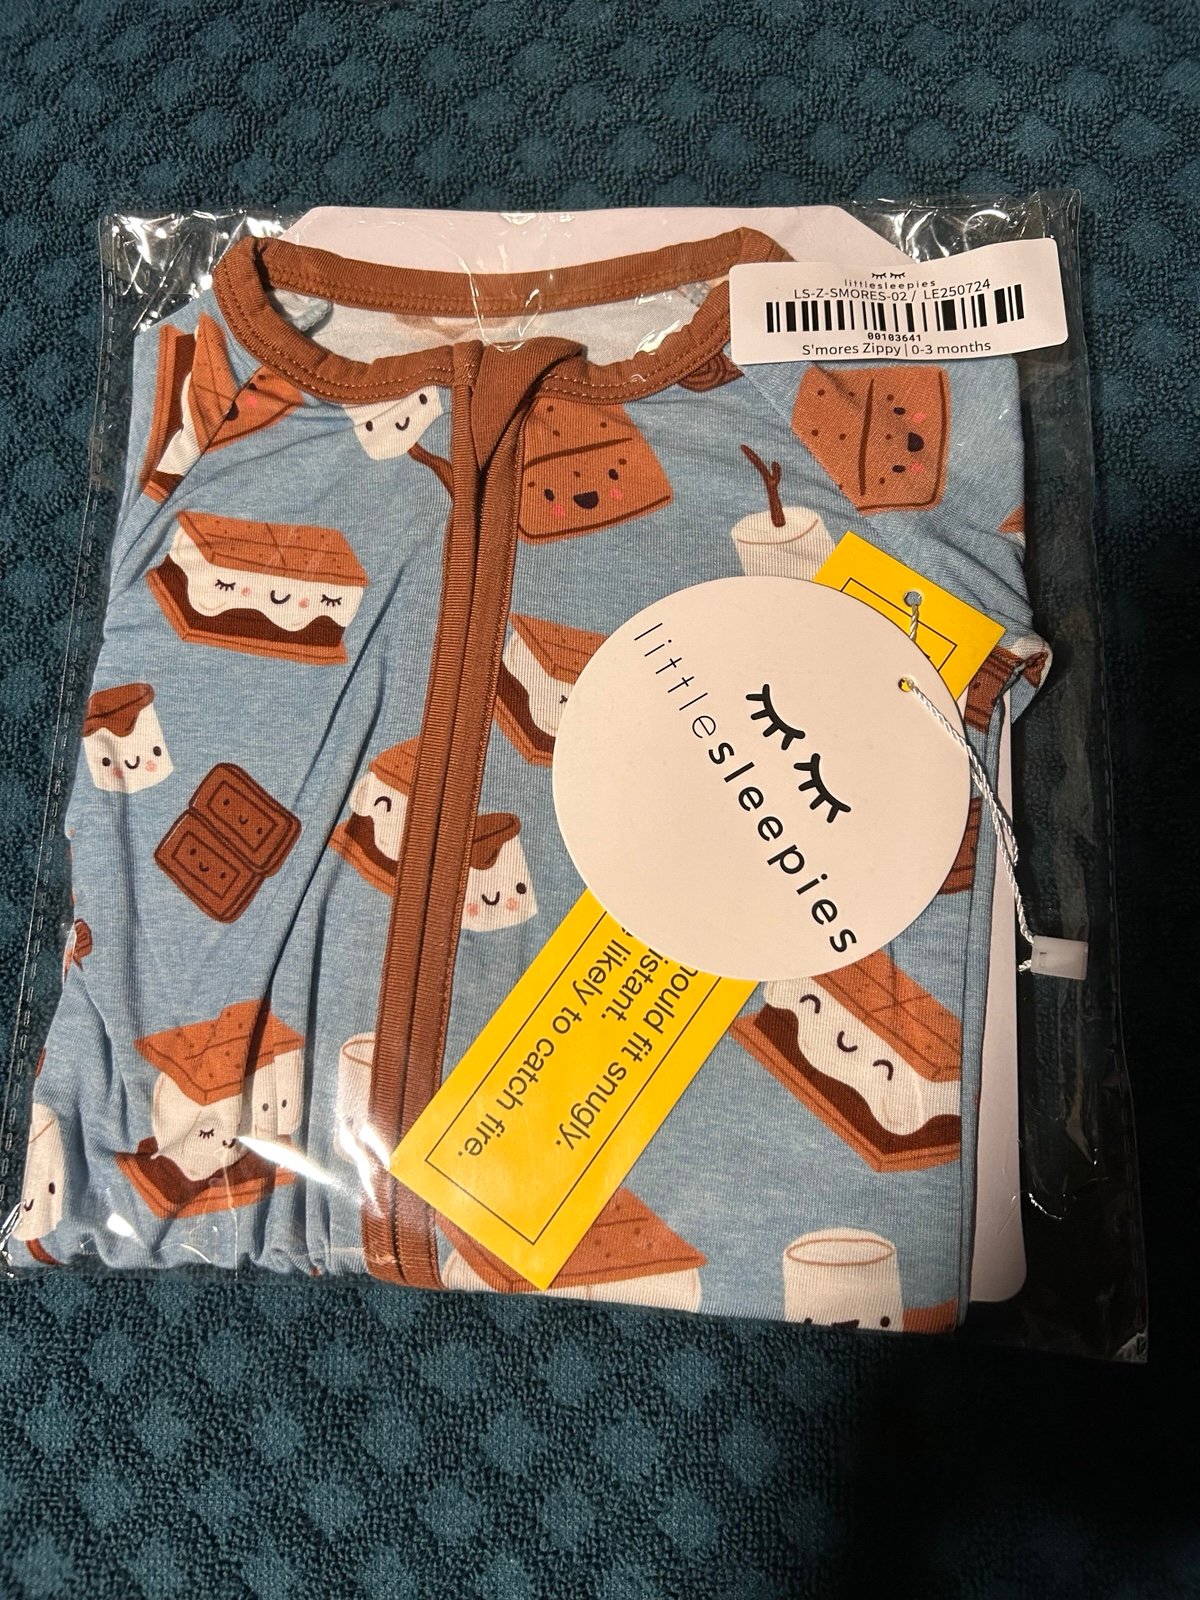 littlesleepies
LS-Z-SMORES-02 / LE250724
00103641
S'mores Zippy | 0-3 months
littlesleepies
hould fit snugly.
istant.
likely to catch fire.